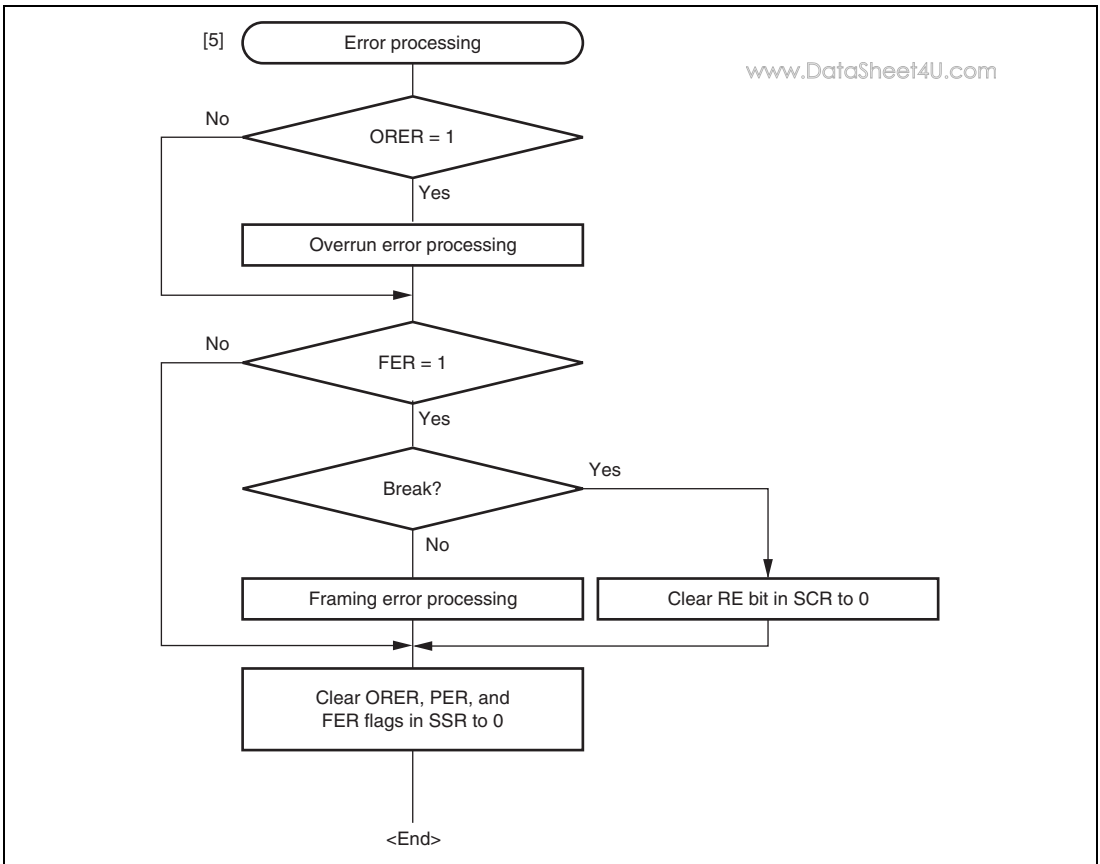 [5]
Error processing
www.DataSheet4U.com
No
ORER = 1
Yes
Overrun error processing
No
FER = 1
Yes
Break?
Yes
No
Framing error processing
Clear RE bit in SCR to 0
Clear ORER, PER, and
FER flags in SSR to 0
<End>